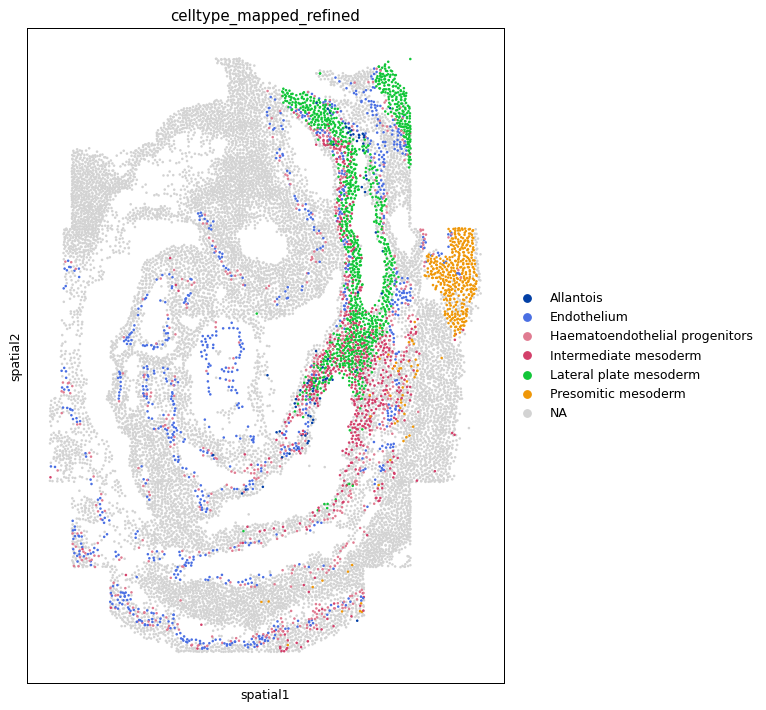 celltype_mapped_refined
spatial2
Allantois
Endothelium
Haematoendothelial progenitors
Intermediate mesoderm
Lateral plate mesoderm
Presomitic mesoderm
NA
spatial1